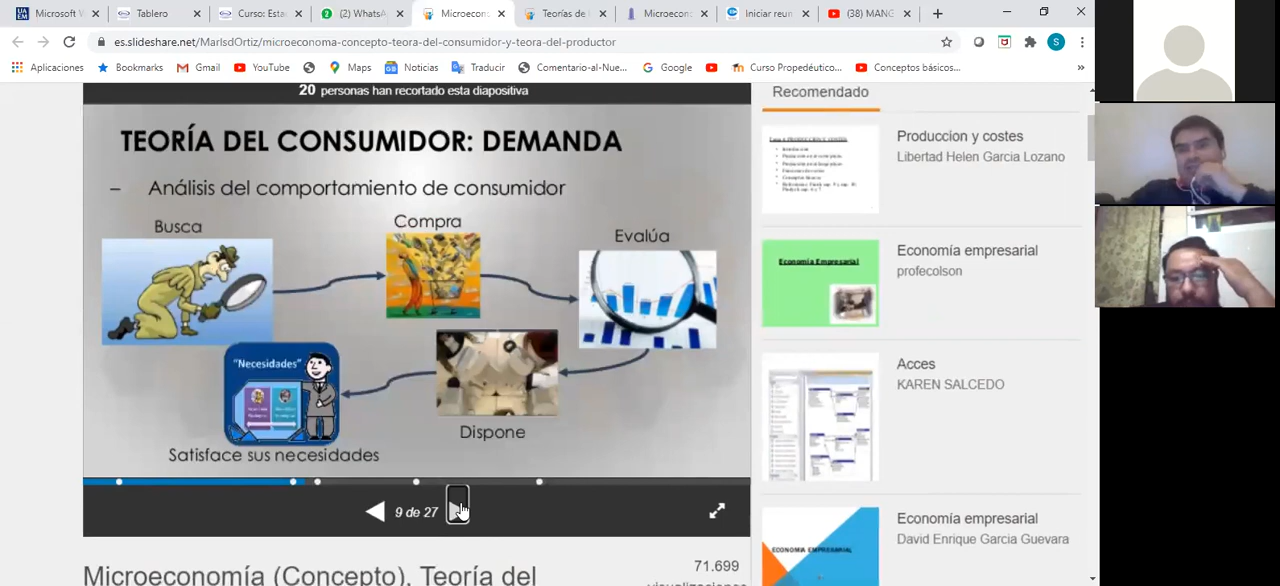 Microsoft W
Tablero
Curso: Esta
(2) WhatsA
Microecon
Teorías de l
Microecono
Iniciar reun
(38) MANG
es.slideshare.net/MarlsdOrtiz/microeconoma-concepto-teora-del-consumidor-y-teora-del-productor
S
Aplicaciones
Bookmarks
Gmail
YouTube
Maps
Noticias
Traducir
Comentario-al-Nue...
Google
Curso Propedéutico...
Conceptos básicos...
»
20 personas han recortado esta diapositiva
TEORÍA DEL CONSUMIDOR: DEMANDA
– Análisis del comportamiento de consumidor
Busca
Compra
Evalúa
"Necesidades"
Dispone
Satisface sus necesidades
9 de 27
Microeconomía (Concepto), Teoría del
71.699
visualizaciones
Recomendado
Produccion y costes
Libertad Helen Garcia Lozano
Economía Empresarial
Economía empresarial
profecolson
Acces
KAREN SALCEDO
ECONOMIA EMPRESARIAL
Economía empresarial
David Enrique Garcia Guevara